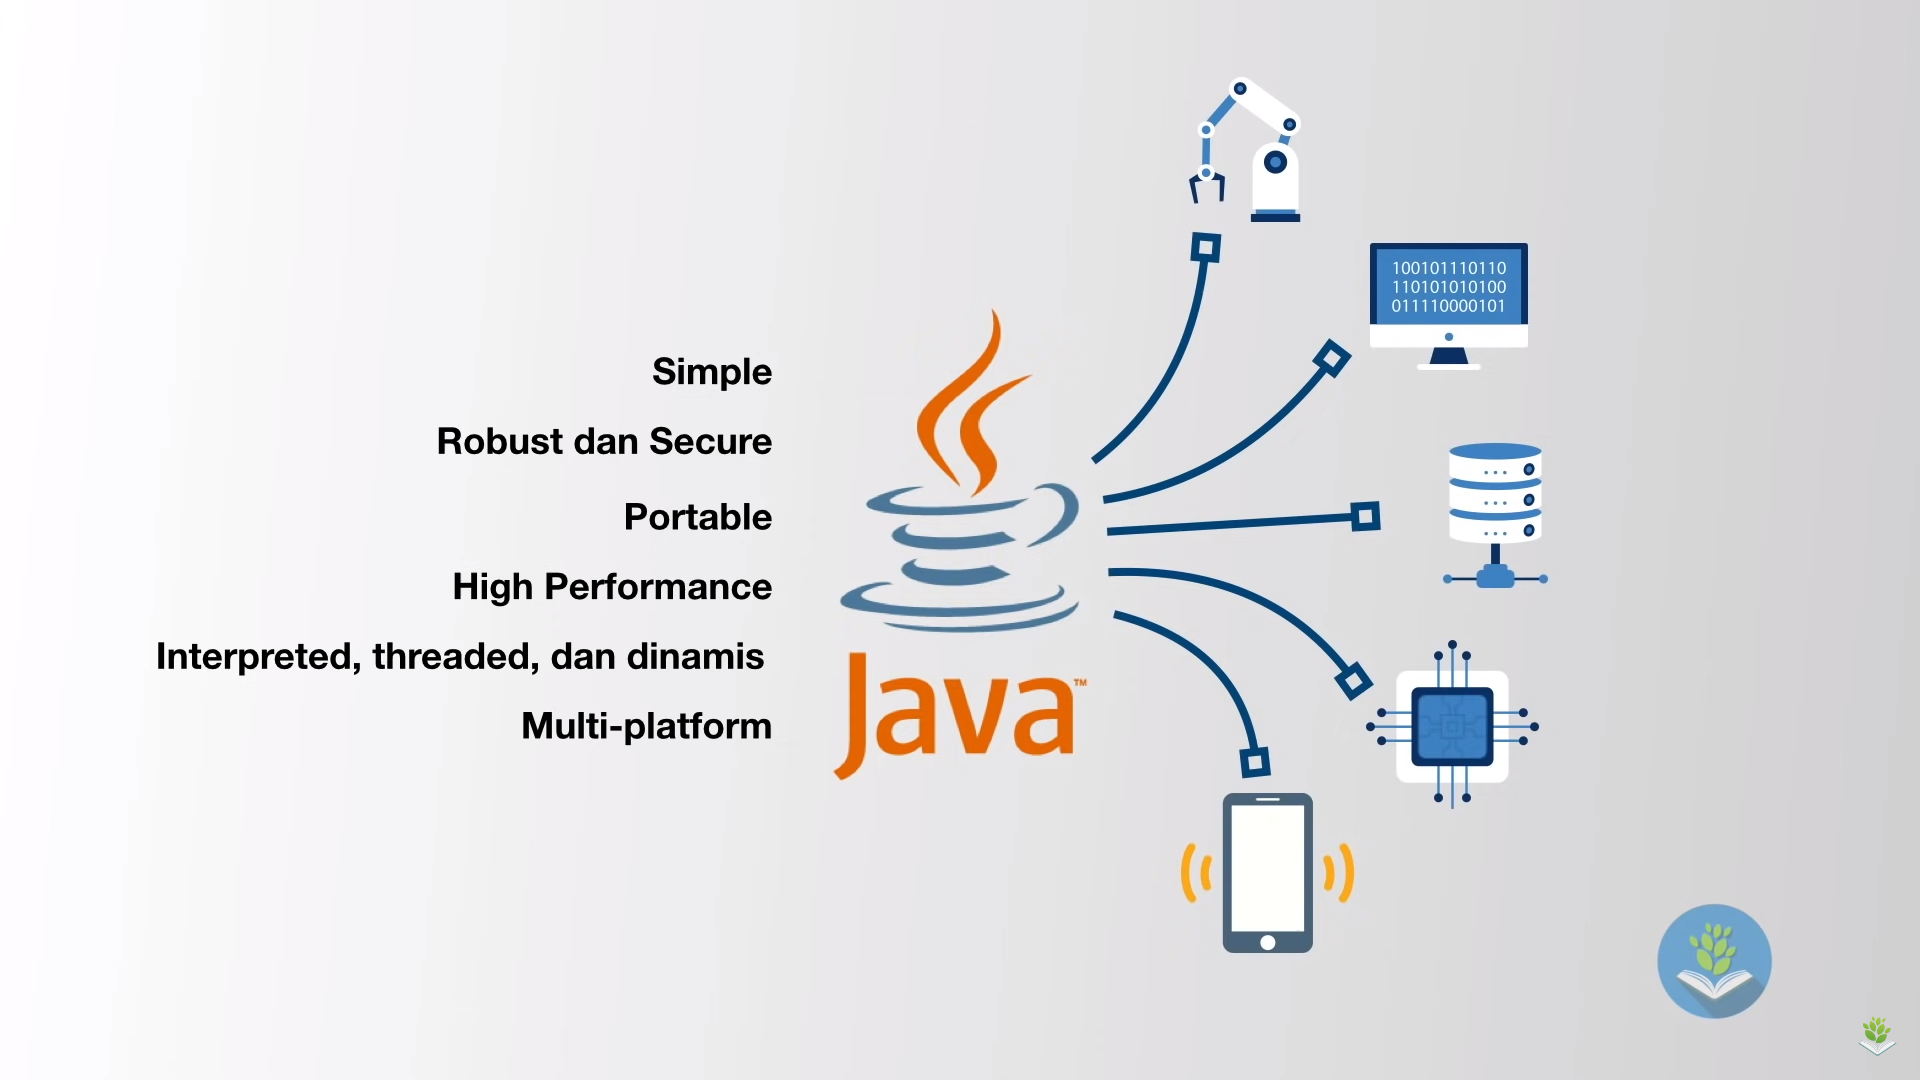 Simple
Robust dan Secure
Portable
High Performance
Interpreted, threaded, dan dinamis
Multi-platform
Java™
100101110110
110101010100
011110000101